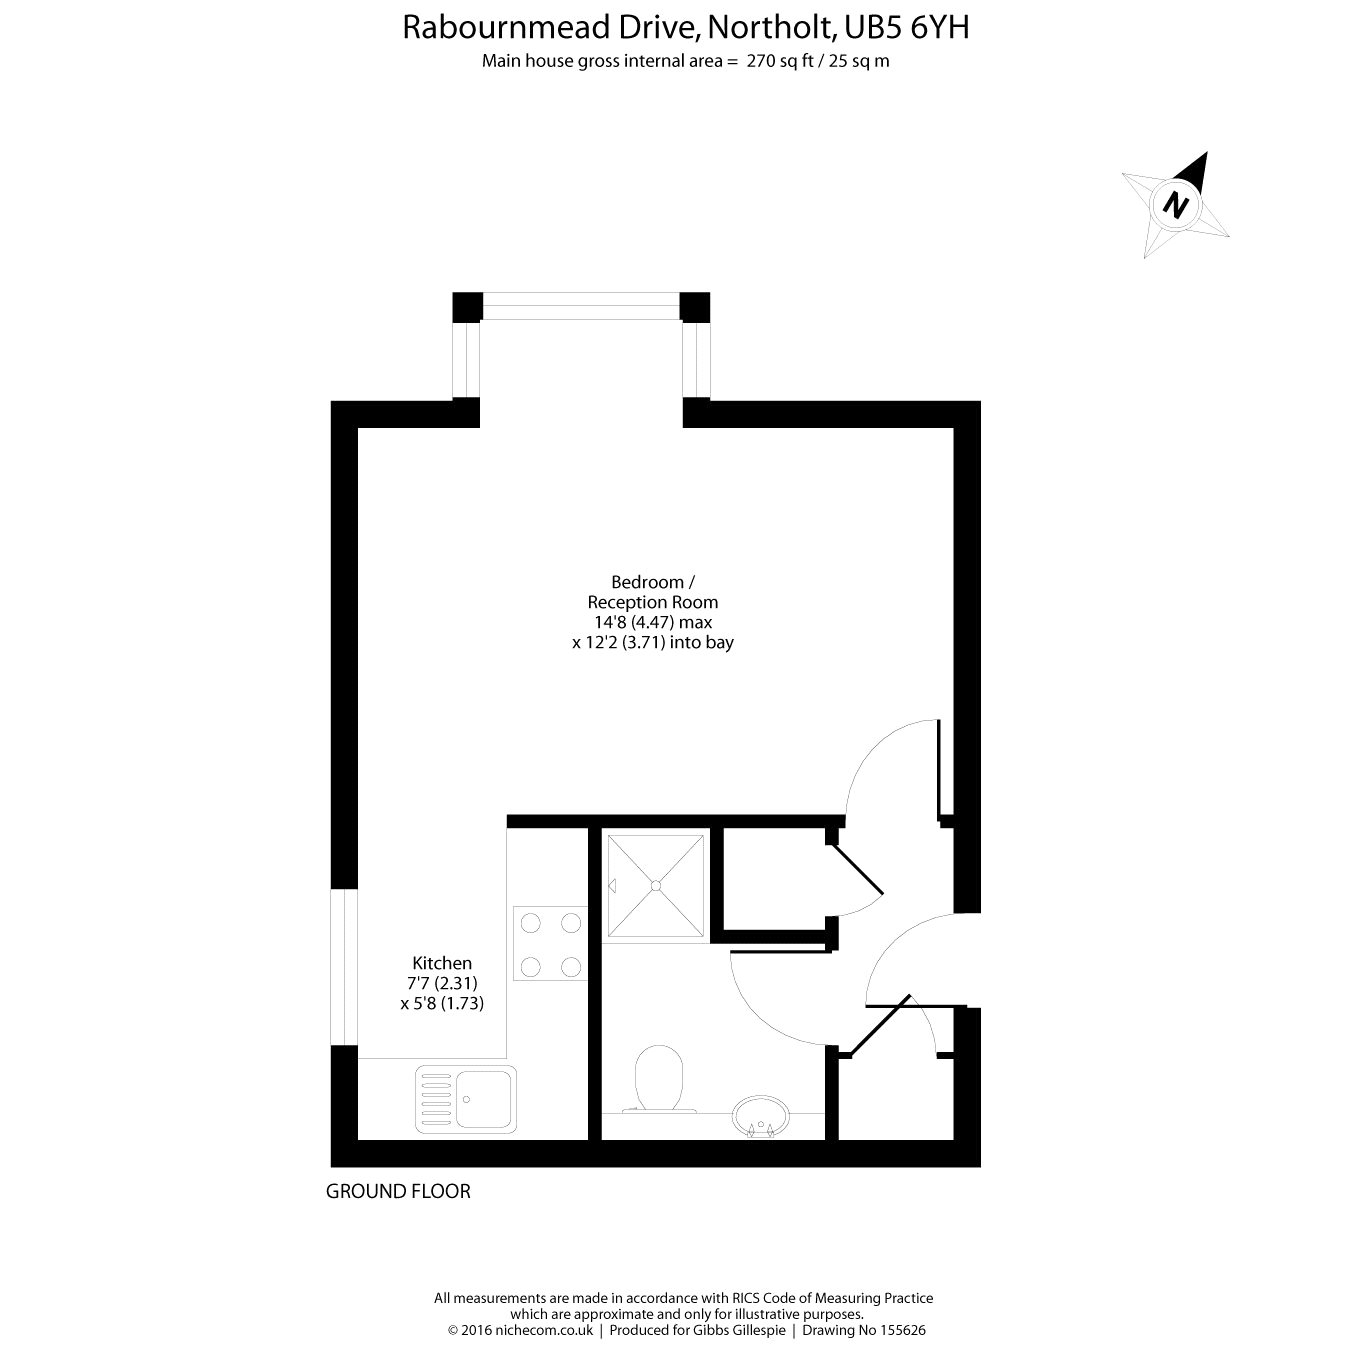 Rabournmead Drive, Northolt, UB5 6YH
Main house gross internal area = 270 sq ft / 25 sq m
N
Bedroom /
Reception Room
14'8 (4.47) max
x 12'2 (3.71) into bay
Kitchen
7'7 (2.31)
x 5'8 (1.73)
GROUND FLOOR
All measurements are made in accordance with RICS Code of Measuring Practice
which are approximate and only for illustrative purposes.
© 2016 nichecom.co.uk | Produced for Gibbs Gillespie | Drawing No 155626